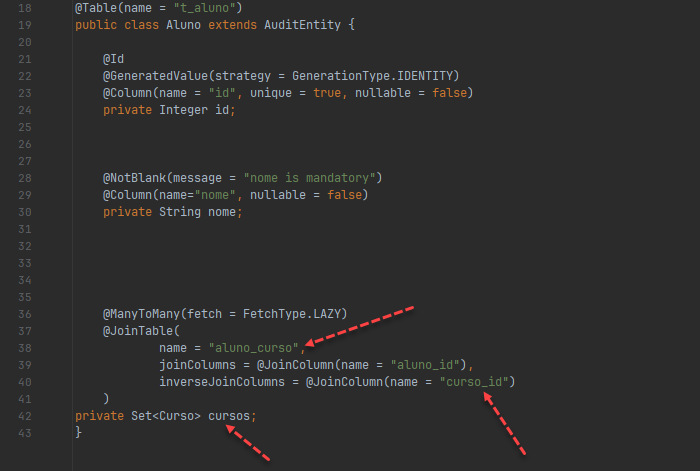 18 @Table(name = "t_aluno")
19 public class Aluno extends AuditEntity {
20
21 @Id
22 @GeneratedValue(strategy = GenerationType.IDENTITY)
23 @Column(name = "id", unique = true, nullable = false)
24 private Integer id;
25
26
27
28 @NotBlank(message = "nome is mandatory")
29 @Column(name="nome", nullable = false)
30 private String nome;
31
32
33
34
35
36 @ManyToMany(fetch = FetchType.LAZY)
37 @JoinTable(
38 name = "aluno_curso",
39 joinColumns = @JoinColumn(name = "aluno_id"),
40 inverseJoinColumns = @JoinColumn(name = "curso_id")
41 )
42 private Set<Curso> cursos;
43 }